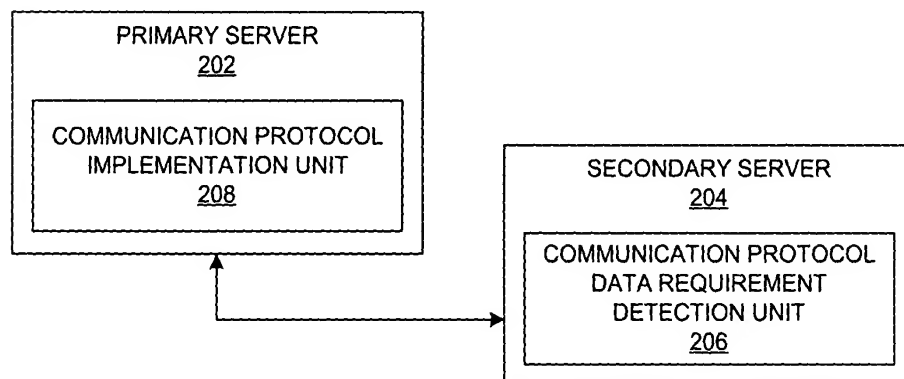 PRIMARY SERVER
202
COMMUNICATION PROTOCOL
IMPLEMENTATION UNIT
208
SECONDARY SERVER
204
COMMUNICATION PROTOCOL
DATA REQUIREMENT
DETECTION UNIT
206